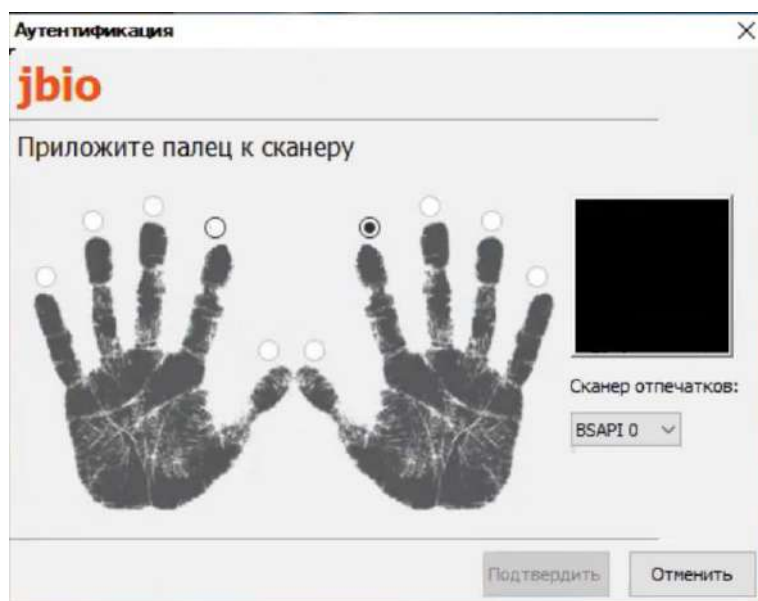 Аутентификация
jbio
Приложите палец к сканеру
Сканер отпечатков:
BSAPI 0
Подтвердить
Отменить